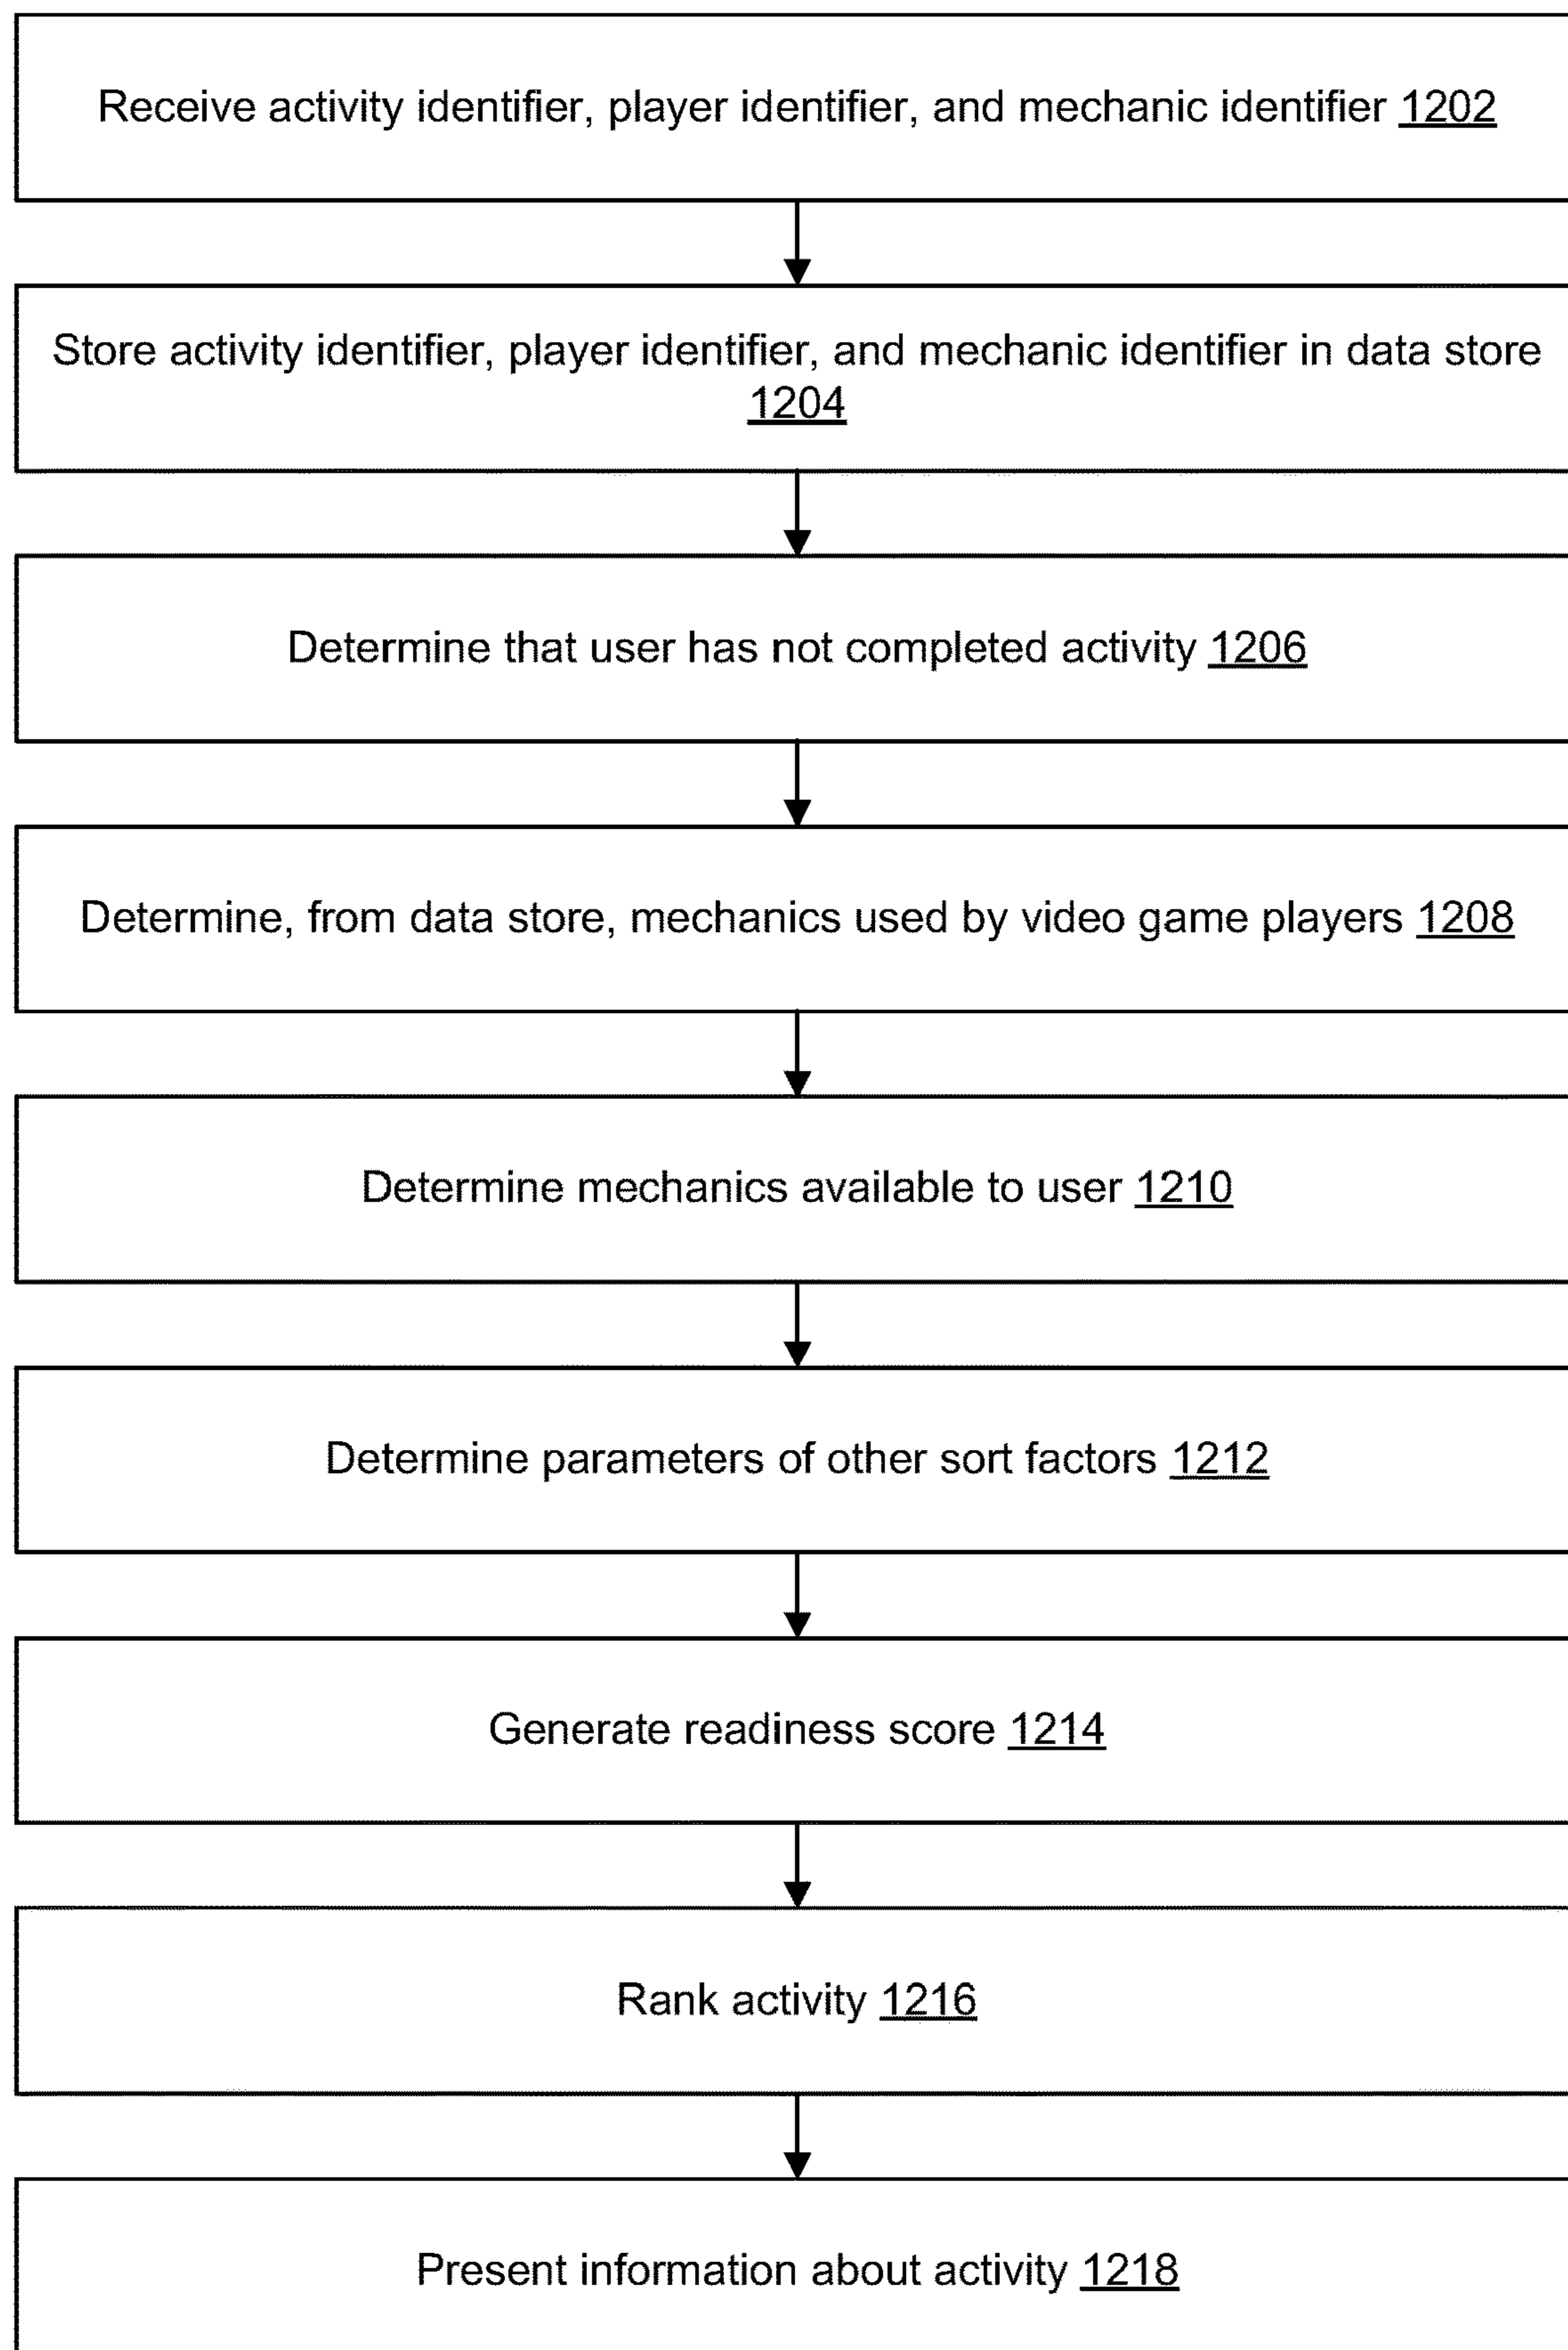 Receive activity identifier, player identifier, and mechanic identifier 1202
Store activity identifier, player identifier, and mechanic identifier in data store
1204
Determine that user has not completed activity 1206
Determine, from data store, mechanics used by video game players 1208
Determine mechanics available to user 1210
Determine parameters of other sort factors 1212
Generate readiness score 1214
Rank activity 1216
Present information about activity 1218